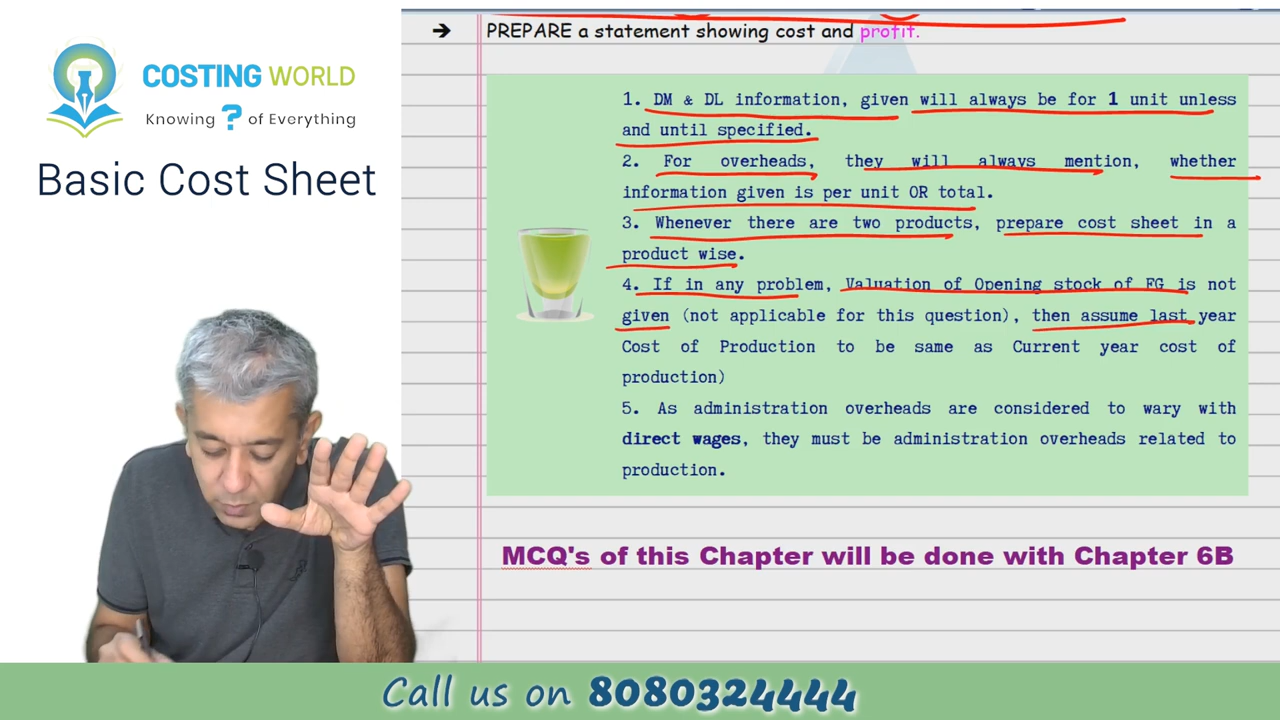 COSTING WORLD
Knowing ? of Everything
Basic Cost Sheet
➔ PREPARE a statement showing cost and profit.
1. DM & DL information, given will always be for 1 unit unless
and until specified.
2. For overheads, they will always mention, whether
information given is per unit OR total.
3. Whenever there are two products, prepare cost sheet in a
product wise.
4. If in any problem, Valuation of Opening stock of FG is not
given (not applicable for this question), then assume last year
Cost of Production to be same as Current year cost of
production)
5. As administration overheads are considered to wary with
direct wages, they must be administration overheads related to
production.
MCQ's of this Chapter will be done with Chapter 6B
Call us on 8080324444